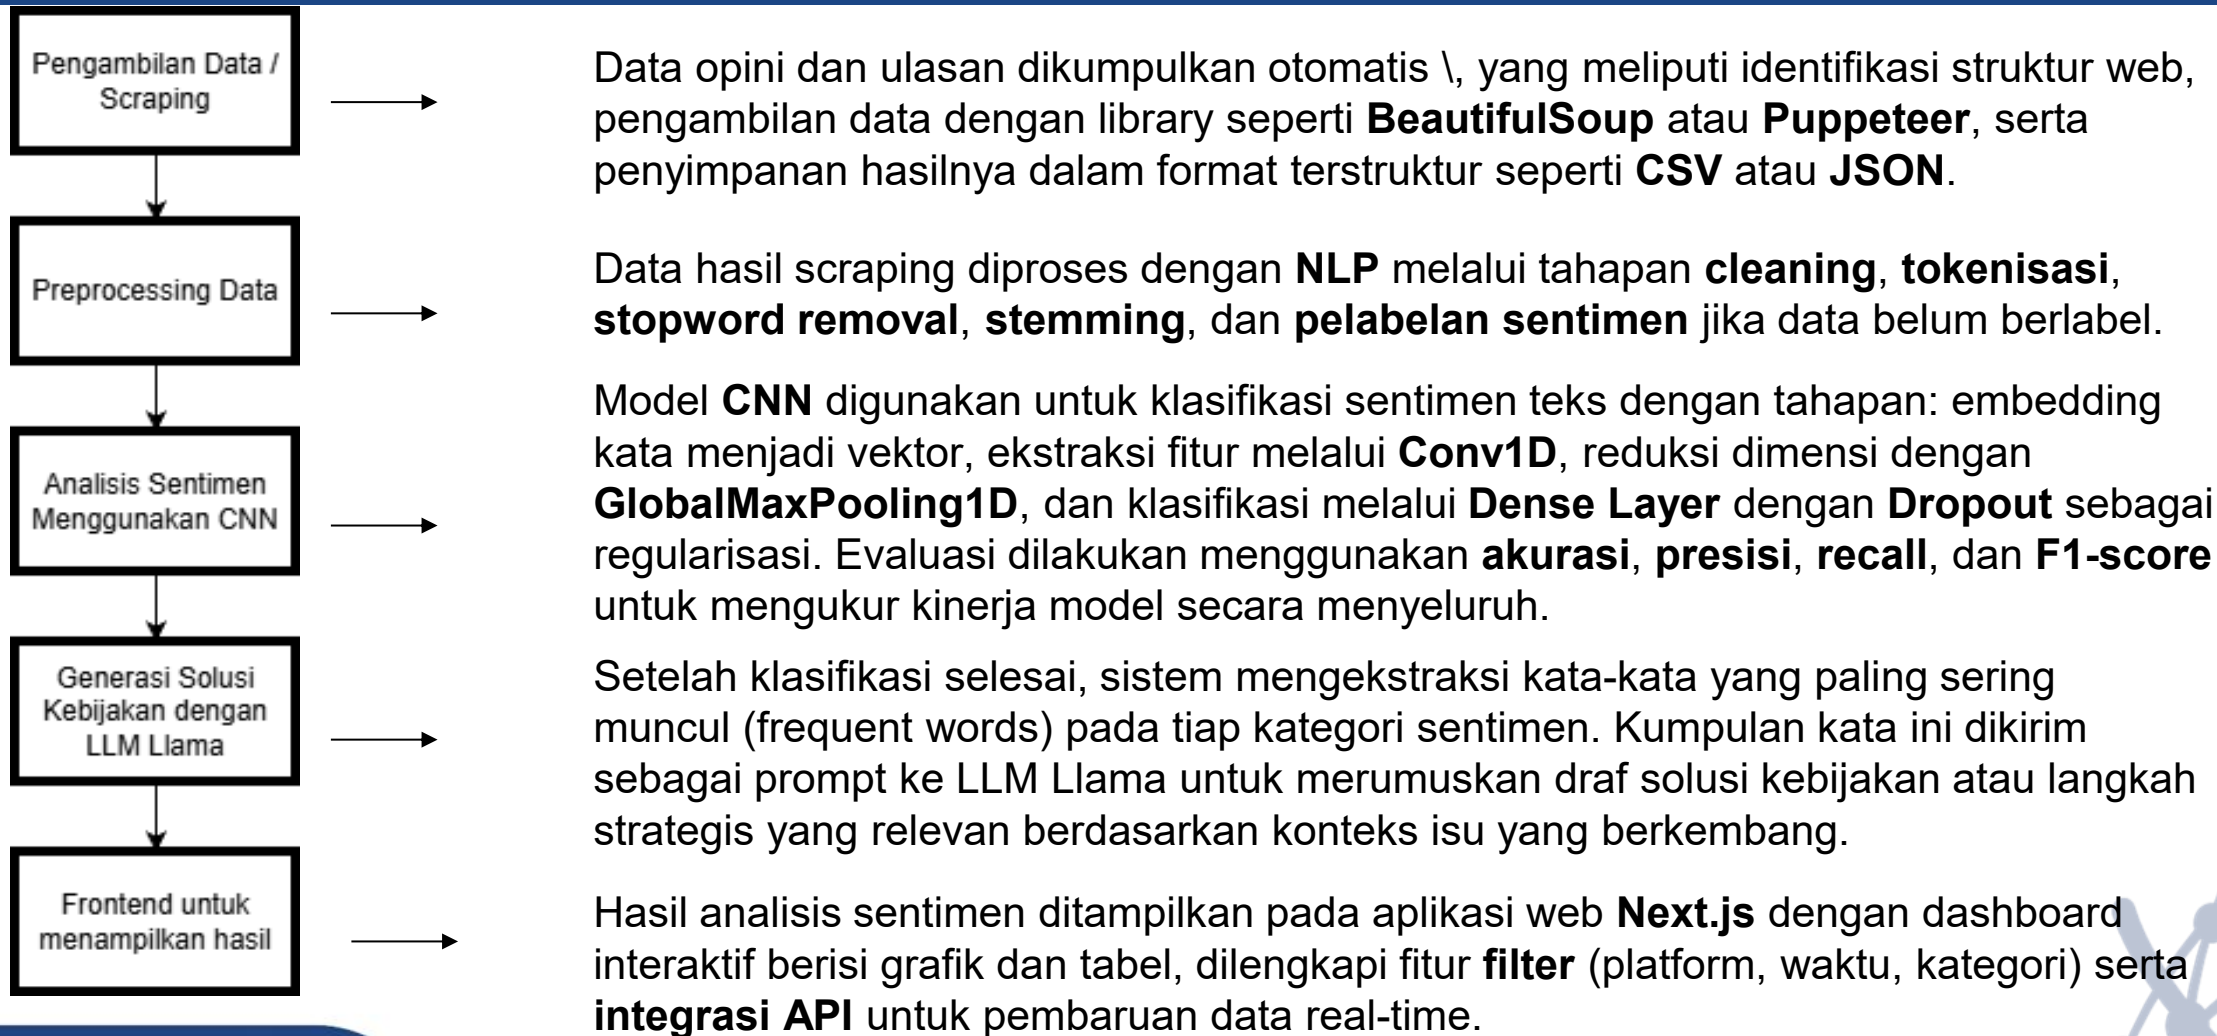 Pengambilan Data /
Scraping
Data opini dan ulasan dikumpulkan otomatis \, yang meliputi identifikasi struktur web,
pengambilan data dengan library seperti BeautifulSoup atau Puppeteer, serta
penyimpanan hasilnya dalam format terstruktur seperti CSV atau JSON.
Preprocessing Data
Data hasil scraping diproses dengan NLP melalui tahapan cleaning, tokenisasi,
stopword removal, stemming, dan pelabelan sentimen jika data belum berlabel.
Analisis Sentimen
Menggunakan CNN
Model CNN digunakan untuk klasifikasi sentimen teks dengan tahapan: embedding
kata menjadi vektor, ekstraksi fitur melalui Conv1D, reduksi dimensi dengan
GlobalMaxPooling1D, dan klasifikasi melalui Dense Layer dengan Dropout sebagai
regularisasi. Evaluasi dilakukan menggunakan akurasi, presisi, recall, dan F1-score
untuk mengukur kinerja model secara menyeluruh.
Generasi Solusi
Kebijakan dengan
LLM Llama
Setelah klasifikasi selesai, sistem mengekstraksi kata-kata yang paling sering
muncul (frequent words) pada tiap kategori sentimen. Kumpulan kata ini dikirim
sebagai prompt ke LLM Llama untuk merumuskan draf solusi kebijakan atau langkah
strategis yang relevan berdasarkan konteks isu yang berkembang.
Frontend untuk
menampilkan hasil
Hasil analisis sentimen ditampilkan pada aplikasi web Next.js dengan dashboard
interaktif berisi grafik dan tabel, dilengkapi fitur filter (platform, waktu, kategori) serta
integrasi API untuk pembaruan data real-time.